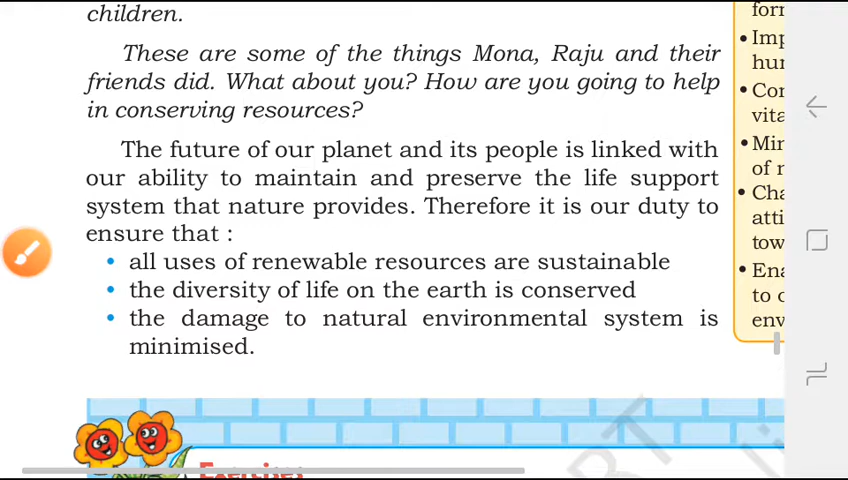 children.
These are some of the things Mona, Raju and their
friends did. What about you? How are you going to help
in conserving resources?
The future of our planet and its people is linked with
our ability to maintain and preserve the life support
system that nature provides. Therefore it is our duty to
ensure that :
• all uses of renewable resources are sustainable
• the diversity of life on the earth is conserved
• the damage to natural environmental system is
minimised.
Exercises
•
•
•
of
•
•
to